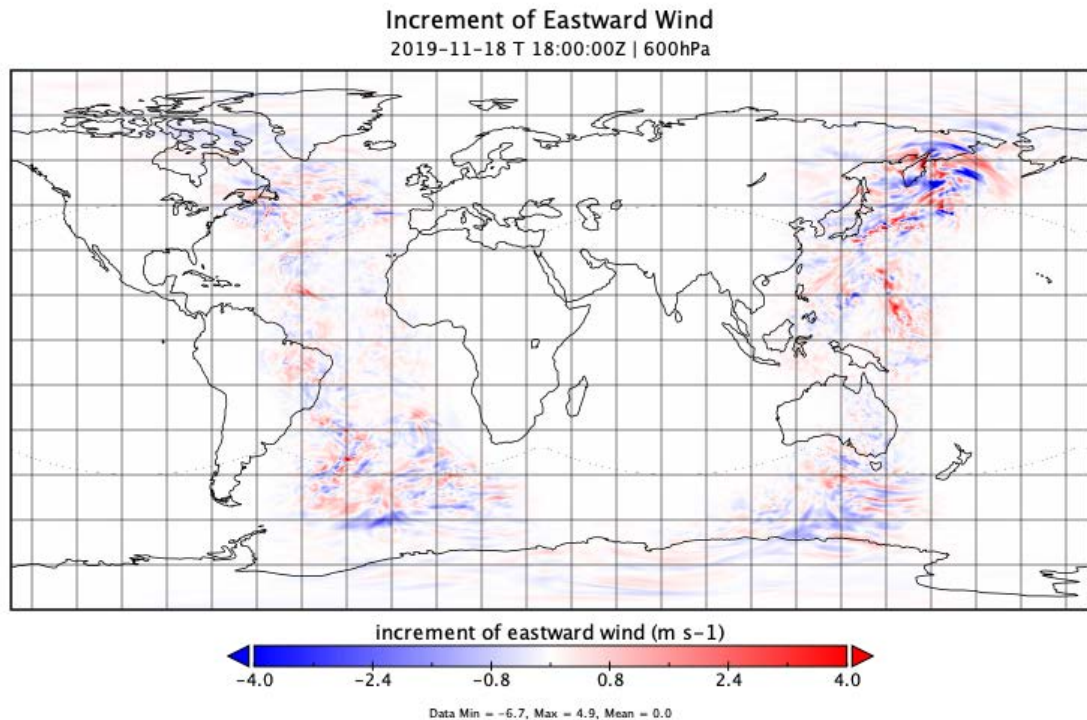 Increment of Eastward Wind
2019-11-18 T 18:00:00Z | 600hPa
increment of eastward wind (m s-1)
-4.0 -2.4 -0.8 0.8 2.4 4.0
Data Min = -6.7, Max = 4.9, Mean = 0.0